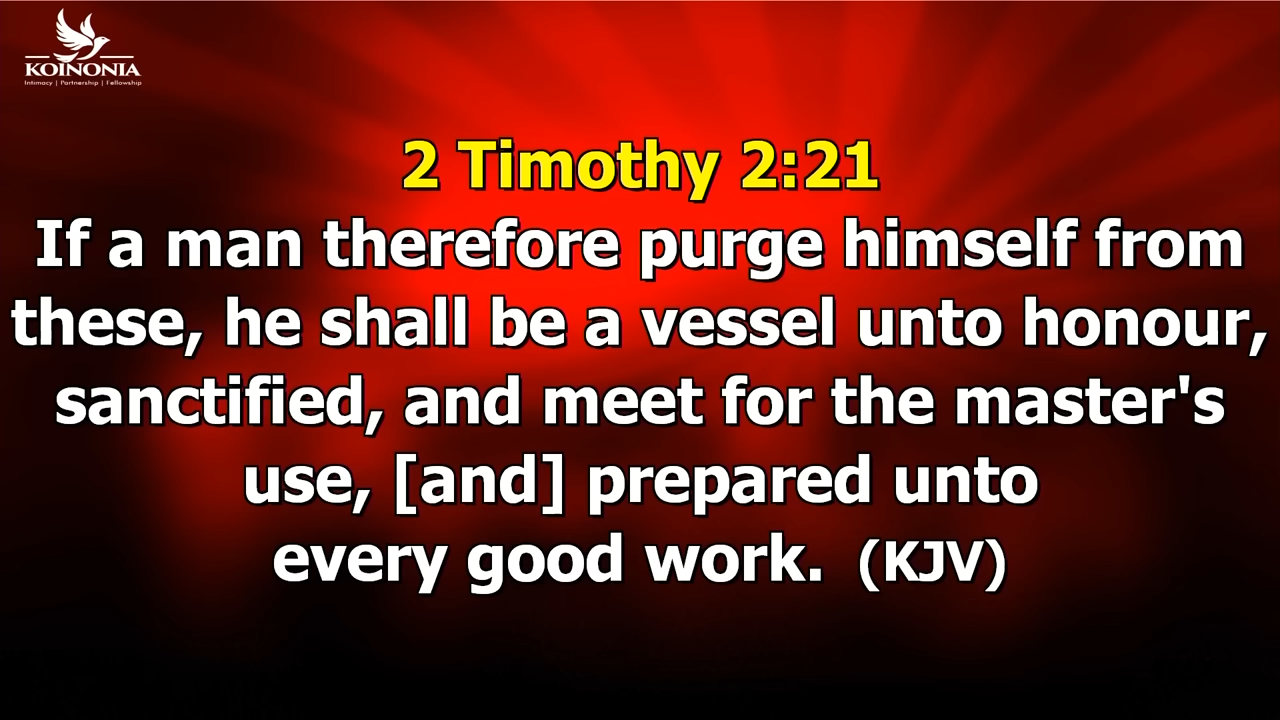 KOINONIA
Intimacy | Partnership | Fellowship
2 Timothy 2:21
If a man therefore purge himself from
these, he shall be a vessel unto honour,
sanctified, and meet for the master's
use, [and] prepared unto
every good work. (KJV)